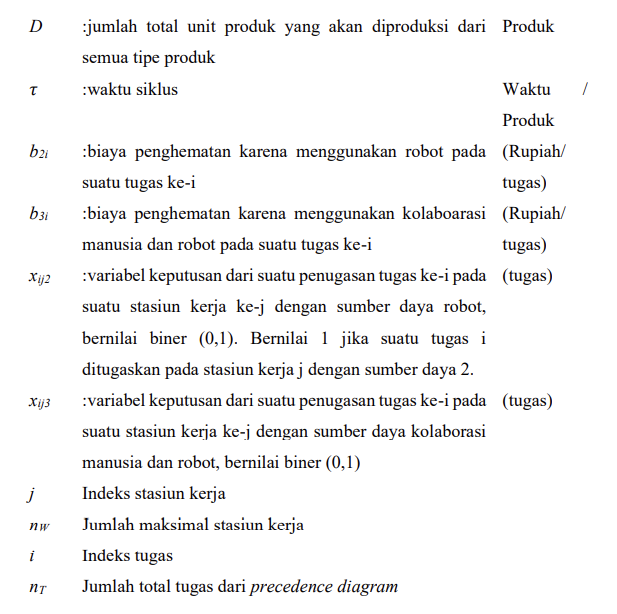 D :jumlah total unit produk yang akan diproduksi dari Produk
semua tipe produk
τ :waktu siklus Waktu /
Produk
b2i :biaya penghematan karena menggunakan robot pada (Rupiah/
suatu tugas ke-i tugas)
b3i :biaya penghematan karena menggunakan kolaboarasi (Rupiah/
manusia dan robot pada suatu tugas ke-i tugas)
xij2 :variabel keputusan dari suatu penugasan tugas ke-i pada (tugas)
suatu stasiun kerja ke-j dengan sumber daya robot,
bernilai biner (0,1). Bernilai 1 jika suatu tugas i
ditugaskan pada stasiun kerja j dengan sumber daya 2.
xij3 :variabel keputusan dari suatu penugasan tugas ke-i pada (tugas)
suatu stasiun kerja ke-j dengan sumber daya kolaborasi
manusia dan robot, bernilai biner (0,1)
j Indeks stasiun kerja
nW Jumlah maksimal stasiun kerja
i Indeks tugas
nT Jumlah total tugas dari precedence diagram